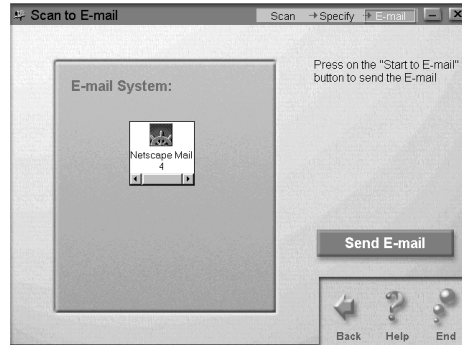 Scan to E-mail
Scan → Specify → E-mail
Press on the "Start to E-mail"
button to send the E-mail
E-mail System:
Netscape Mail
4
Send E-mail
Back Help End